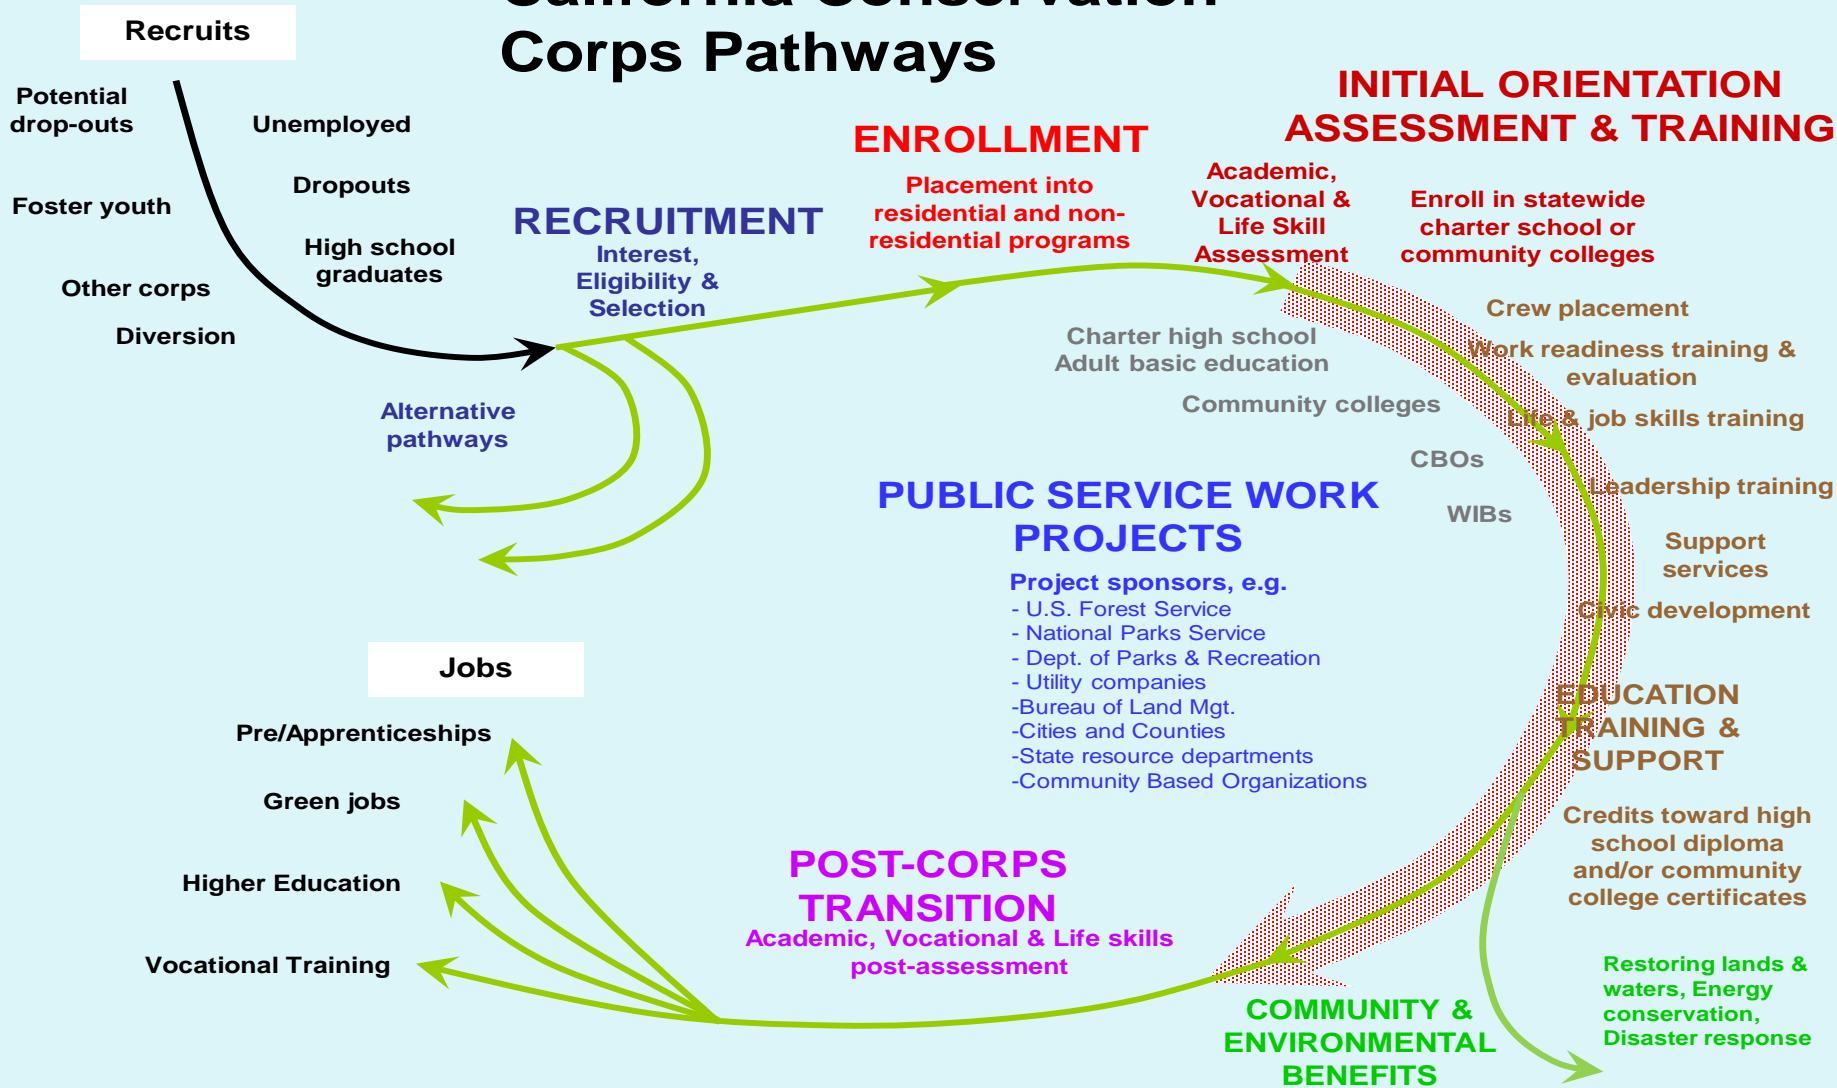 California Conservation
Corps Pathways
Recruits
Potential
drop-outs
Unemployed
Dropouts
Foster youth
High school
graduates
Other corps
Diversion
RECRUITMENT
Interest,
Eligibility &
Selection
Alternative
pathways
ENROLLMENT
Placement into
residential and non-
residential programs
INITIAL ORIENTATION
ASSESSMENT & TRAINING
Academic,
Vocational &
Life Skill
Assessment
Enroll in statewide
charter school or
community colleges
Crew placement
Work readiness training &
evaluation
Life & job skills training
Leadership training
Support
services
Civic development
Charter high school
Adult basic education
Community colleges
CBOs
WIBs
PUBLIC SERVICE WORK
PROJECTS
Project sponsors, e.g.
- U.S. Forest Service
- National Parks Service
- Dept. of Parks & Recreation
- Utility companies
-Bureau of Land Mgt.
-Cities and Counties
-State resource departments
-Community Based Organizations
EDUCATION
TRAINING &
SUPPORT
Credits toward high
school diploma
and/or community
college certificates
Restoring lands &
waters, Energy
conservation,
Disaster response
COMMUNITY &
ENVIRONMENTAL
BENEFITS
POST-CORPS
TRANSITION
Academic, Vocational & Life skills
post-assessment
Jobs
Pre/Apprenticeships
Green jobs
Higher Education
Vocational Training